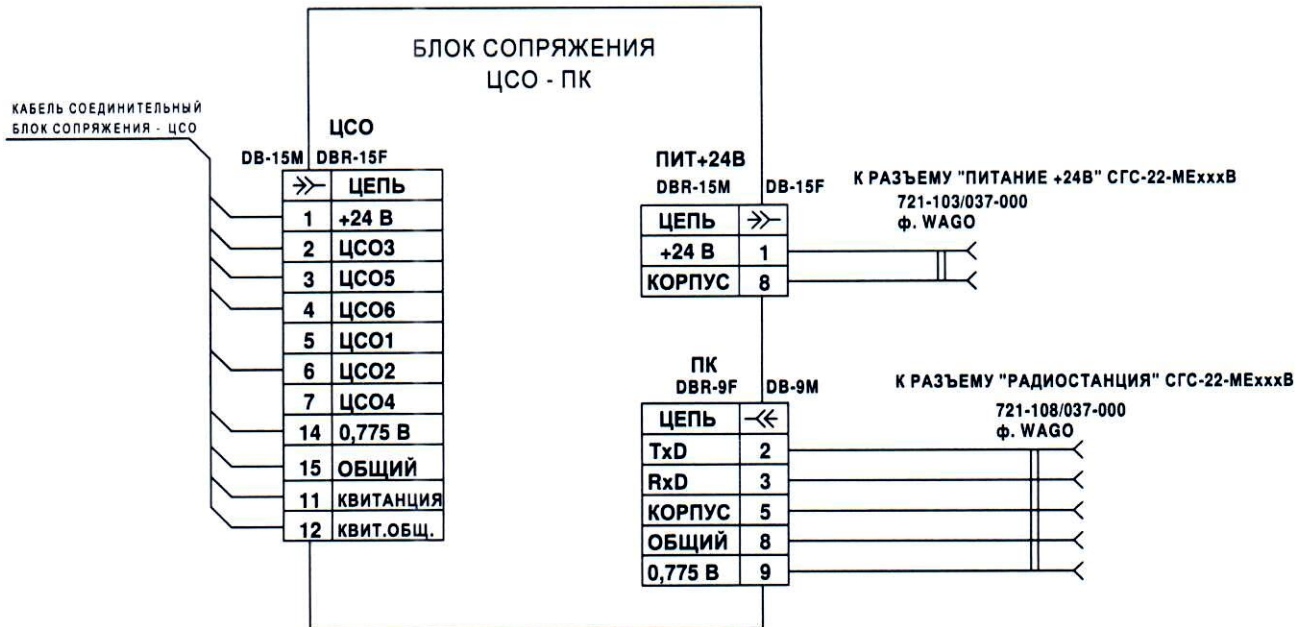 БЛОК СОПРЯЖЕНИЯ
ЦСО - ПК
КАБЕЛЬ СОЕДИНИТЕЛЬНЫЙ
БЛОК СОПРЯЖЕНИЯ - ЦСО
ЦСО
DB-15M DBR-15F
ЦЕПЬ
1 +24 В
2 ЦСО3
3 ЦСО5
4 ЦСО6
5 ЦСО1
6 ЦСО2
7 ЦСО4
14 0,775 В
15 ОБЩИЙ
11 КВИТАНЦИЯ
12 КВИТ.ОБЩ.
ПИТ+24В
DBR-15M DB-15F
ЦЕПЬ
+24 В 1
КОРПУС 8
К РАЗЪЕМУ "ПИТАНИЕ +24В" СГС-22-МЕхххВ
721-103/037-000
ф. WAGO
ПК
DBR-9F DB-9M
ЦЕПЬ
TxD 2
RxD 3
КОРПУС 5
ОБЩИЙ 8
0,775 В 9
К РАЗЪЕМУ "РАДИОСТАНЦИЯ" СГС-22-МЕхххВ
721-108/037-000
ф. WAGO